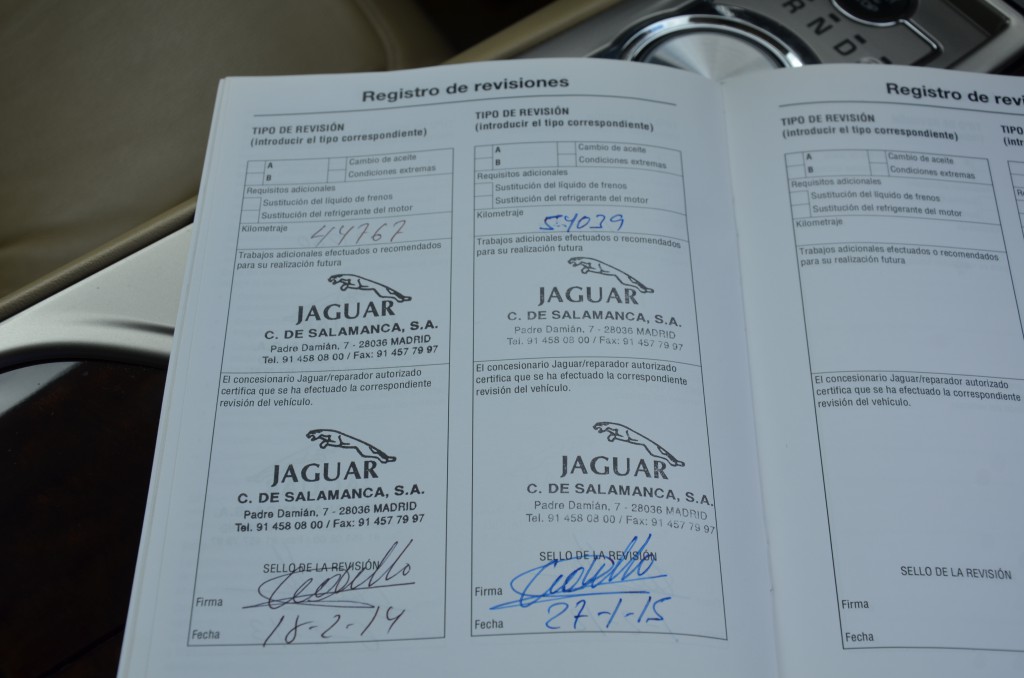 R N D
Registro de revisiones
TIPO DE REVISIÓN
(introducir el tipo correspondiente)
A
Cambio de aceite
B
Condiciones extremas
Requisitos adicionales
Sustitución del líquido de frenos
Sustitución del refrigerante del motor
Kilometraje 44767
Trabajos adicionales efectuados o recomendados
para su realización futura
JAGUAR
C. DE SALAMANCA, S.A.
Padre Damián, 7 - 28036 MADRID
Tel. 91 458 08 00 / Fax: 91 457 79 97
El concesionario Jaguar/reparador autorizado
certifica que se ha efectuado la correspondiente
revisión del vehículo.
JAGUAR
C. DE SALAMANCA, S.A.
Padre Damián, 7 - 28036 MADRID
Tel. 91 458 08 00 / Fax: 91 457 79 97
SELLO DE LA REVISIÓN
Firma
Fecha 18-2-14
TIPO DE REVISIÓN
(introducir el tipo correspondiente)
A
Cambio de aceite
B
Condiciones extremas
Requisitos adicionales
Sustitución del líquido de frenos
Sustitución del refrigerante del motor
Kilometraje 54039
Trabajos adicionales efectuados o recomendados
para su realización futura
JAGUAR
C. DE SALAMANCA, S.A.
Padre Damián, 7 - 28036 MADRID
Tel. 91 458 08 00 / Fax: 91 457 79 97
El concesionario Jaguar/reparador autorizado
certifica que se ha efectuado la correspondiente
revisión del vehículo.
JAGUAR
C. DE SALAMANCA, S.A.
Padre Damián, 7 - 28036 MADRID
Tel. 91 458 08 00 / Fax: 91 457 79 97
SELLO DE LA REVISIÓN
Firma
Fecha 27-1-15
Registro de revi
TIPO DE REVISIÓN
(introducir el tipo correspondiente)
A
Cambio de aceite
B
Condiciones extremas
Requisitos adicionales
Sustitución del líquido de frenos
Sustitución del refrigerante del motor
Kilometraje
Trabajos adicionales efectuados o recomendados
para su realización futura
El concesionario Jaguar/reparador autorizado
certifica que se ha efectuado la correspondiente
revisión del vehículo.
SELLO DE LA REVISIÓN
Firma
Fecha